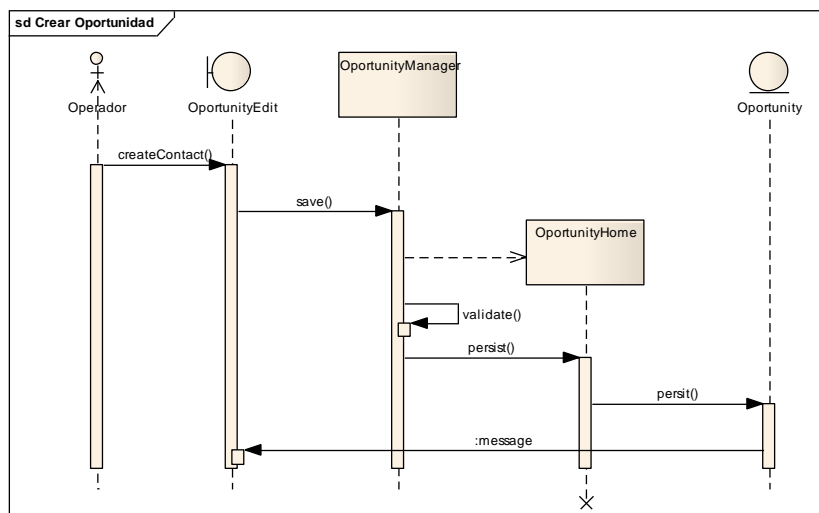 sd Crear Oportunidad
Operador
OportunityEdit
OportunityManager
Oportunity
createContact()
save()
OportunityHome
validate()
persist()
persit()
:message